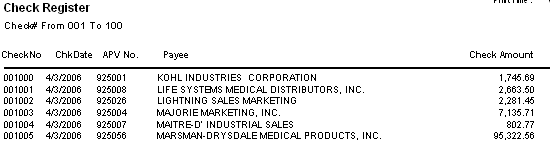 Check Register
Check# From 001 To 100
CheckNo ChkDate APV No. Payee Check Amount
001000 4/3/2006 925001 KOHL INDUSTRIES CORPORATION 1,745.69
001001 4/3/2006 925008 LIFE SYSTEMS MEDICAL DISTRIBUTORS, INC. 2,663.50
001002 4/3/2006 925026 LIGHTNING SALES MARKETING 2,281.45
001003 4/3/2006 925004 MAJORIE MARKETING, INC. 7,135.71
001004 4/3/2006 925007 MAITRE-D' INDUSTRIAL SALES 802.77
001005 4/3/2006 925056 MARSMAN-DRYSDALE MEDICAL PRODUCTS, INC. 95,322.56